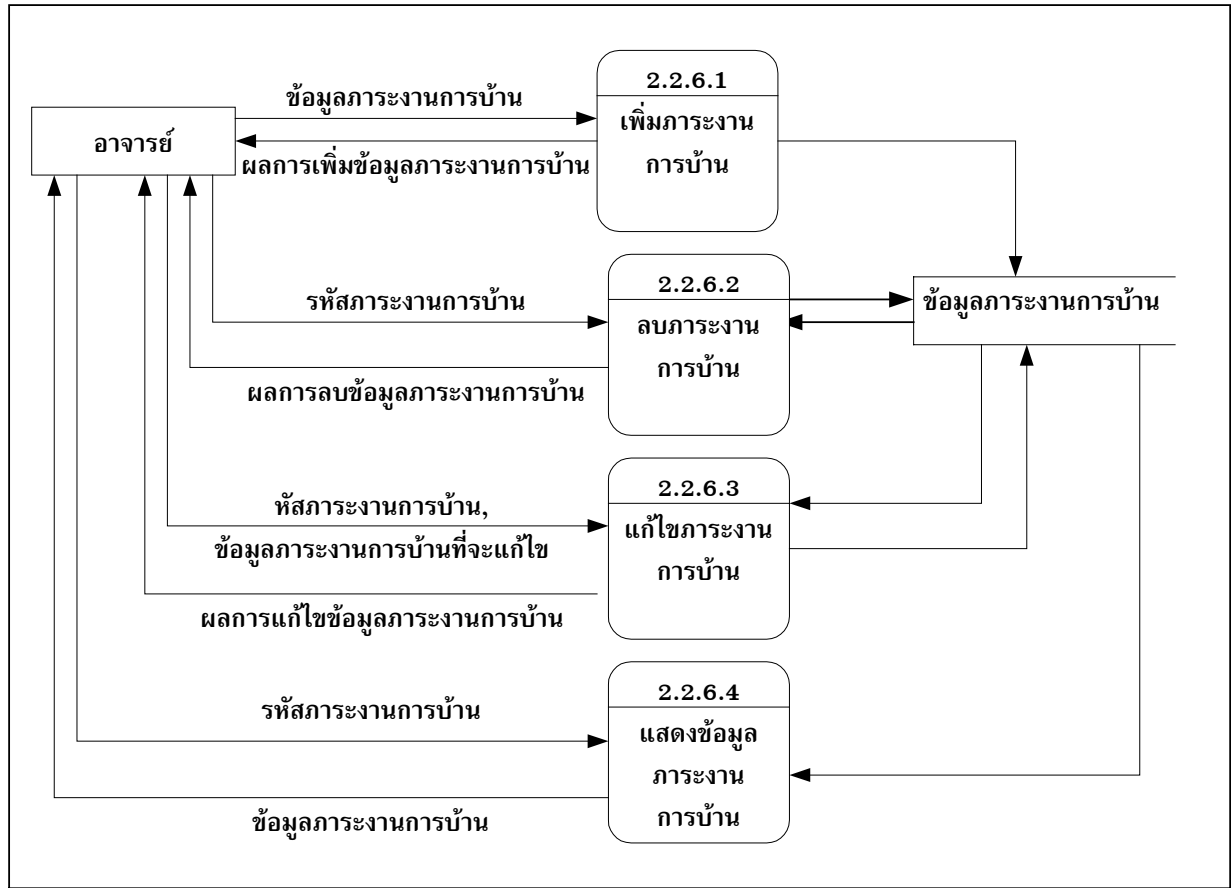 2.2.6.1
ข้อมูลภาระงานการบ้าน
เพิ่มภาระงาน
การบ้าน
อาจารย์
ผลการเพิ่มข้อมูลภาระงานการบ้าน
2.2.6.2
รหัสภาระงานการบ้าน
ข้อมูลภาระงานการบ้าน
ลบภาระงาน
การบ้าน
ผลการลบข้อมูลภาระงานการบ้าน
2.2.6.3
หัสภาระงานการบ้าน,
ข้อมูลภาระงานการบ้านที่จะแก้ไข
แก้ไขภาระงาน
การบ้าน
ผลการแก้ไขข้อมูลภาระงานการบ้าน
2.2.6.4
รหัสภาระงานการบ้าน
แสดงข้อมูล
ภาระงาน
การบ้าน
ข้อมูลภาระงานการบ้าน